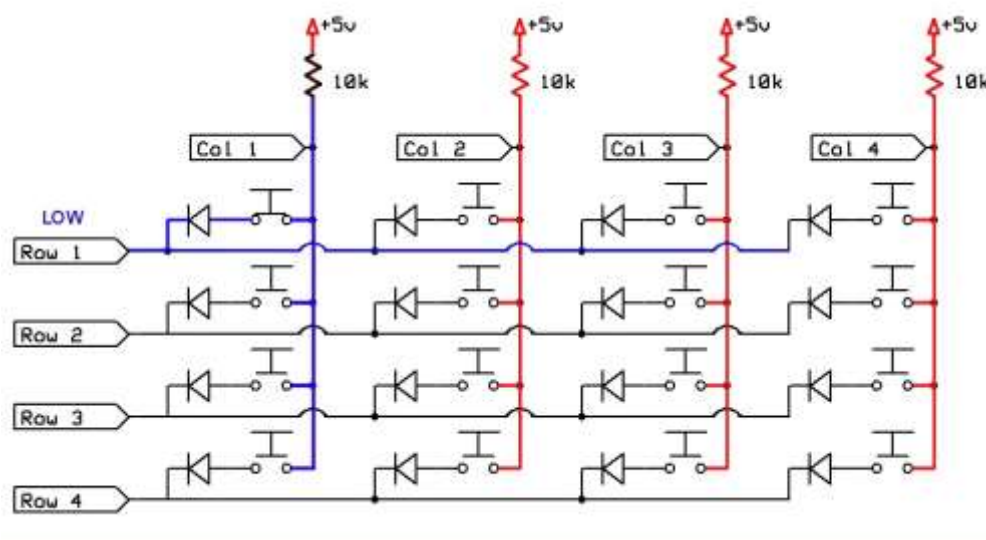 +5v +5v +5v +5v
10k 10k 10k 10k
Col 1 Col 2 Col 3 Col 4
LOW
Row 1
Row 2
Row 3
Row 4